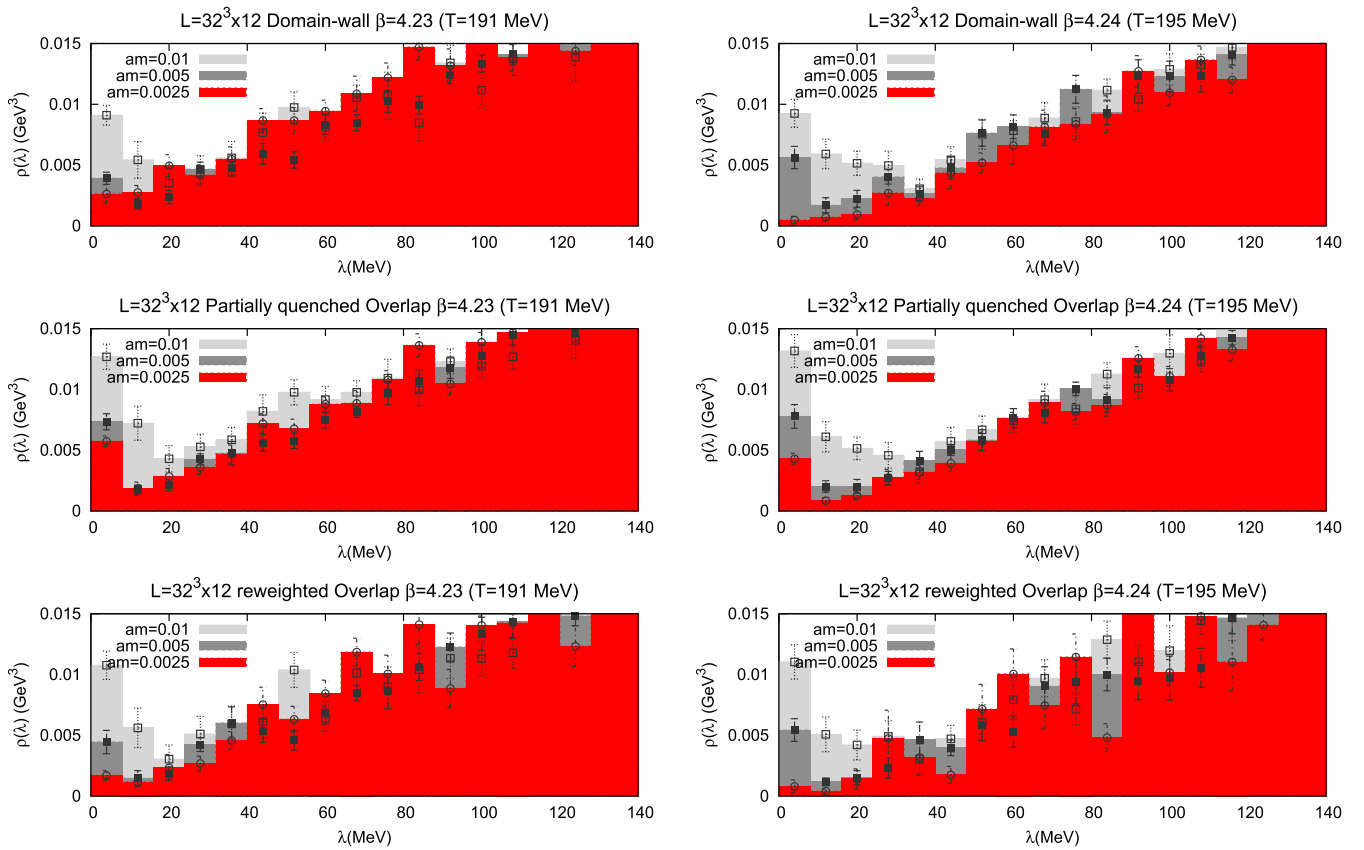 L=32³x12 Domain-wall β=4.23 (T=191 MeV)
ρ(λ) (GeV³)
0.015
0.01
0.005
0
am=0.01
am=0.005
am=0.0025
0 20 40 60 80 100 120 140
λ(MeV)
L=32³x12 Domain-wall β=4.24 (T=195 MeV)
ρ(λ) (GeV³)
0.015
0.01
0.005
0
am=0.01
am=0.005
am=0.0025
0 20 40 60 80 100 120 140
λ(MeV)
L=32³x12 Partially quenched Overlap β=4.23 (T=191 MeV)
ρ(λ) (GeV³)
0.015
0.01
0.005
0
am=0.01
am=0.005
am=0.0025
0 20 40 60 80 100 120 140
λ(MeV)
L=32³x12 Partially quenched Overlap β=4.24 (T=195 MeV)
ρ(λ) (GeV³)
0.015
0.01
0.005
0
am=0.01
am=0.005
am=0.0025
0 20 40 60 80 100 120 140
λ(MeV)
L=32³x12 reweighted Overlap β=4.23 (T=191 MeV)
ρ(λ) (GeV³)
0.015
0.01
0.005
0
am=0.01
am=0.005
am=0.0025
0 20 40 60 80 100 120 140
λ(MeV)
L=32³x12 reweighted Overlap β=4.24 (T=195 MeV)
ρ(λ) (GeV³)
0.015
0.01
0.005
0
am=0.01
am=0.005
am=0.0025
0 20 40 60 80 100 120 140
λ(MeV)